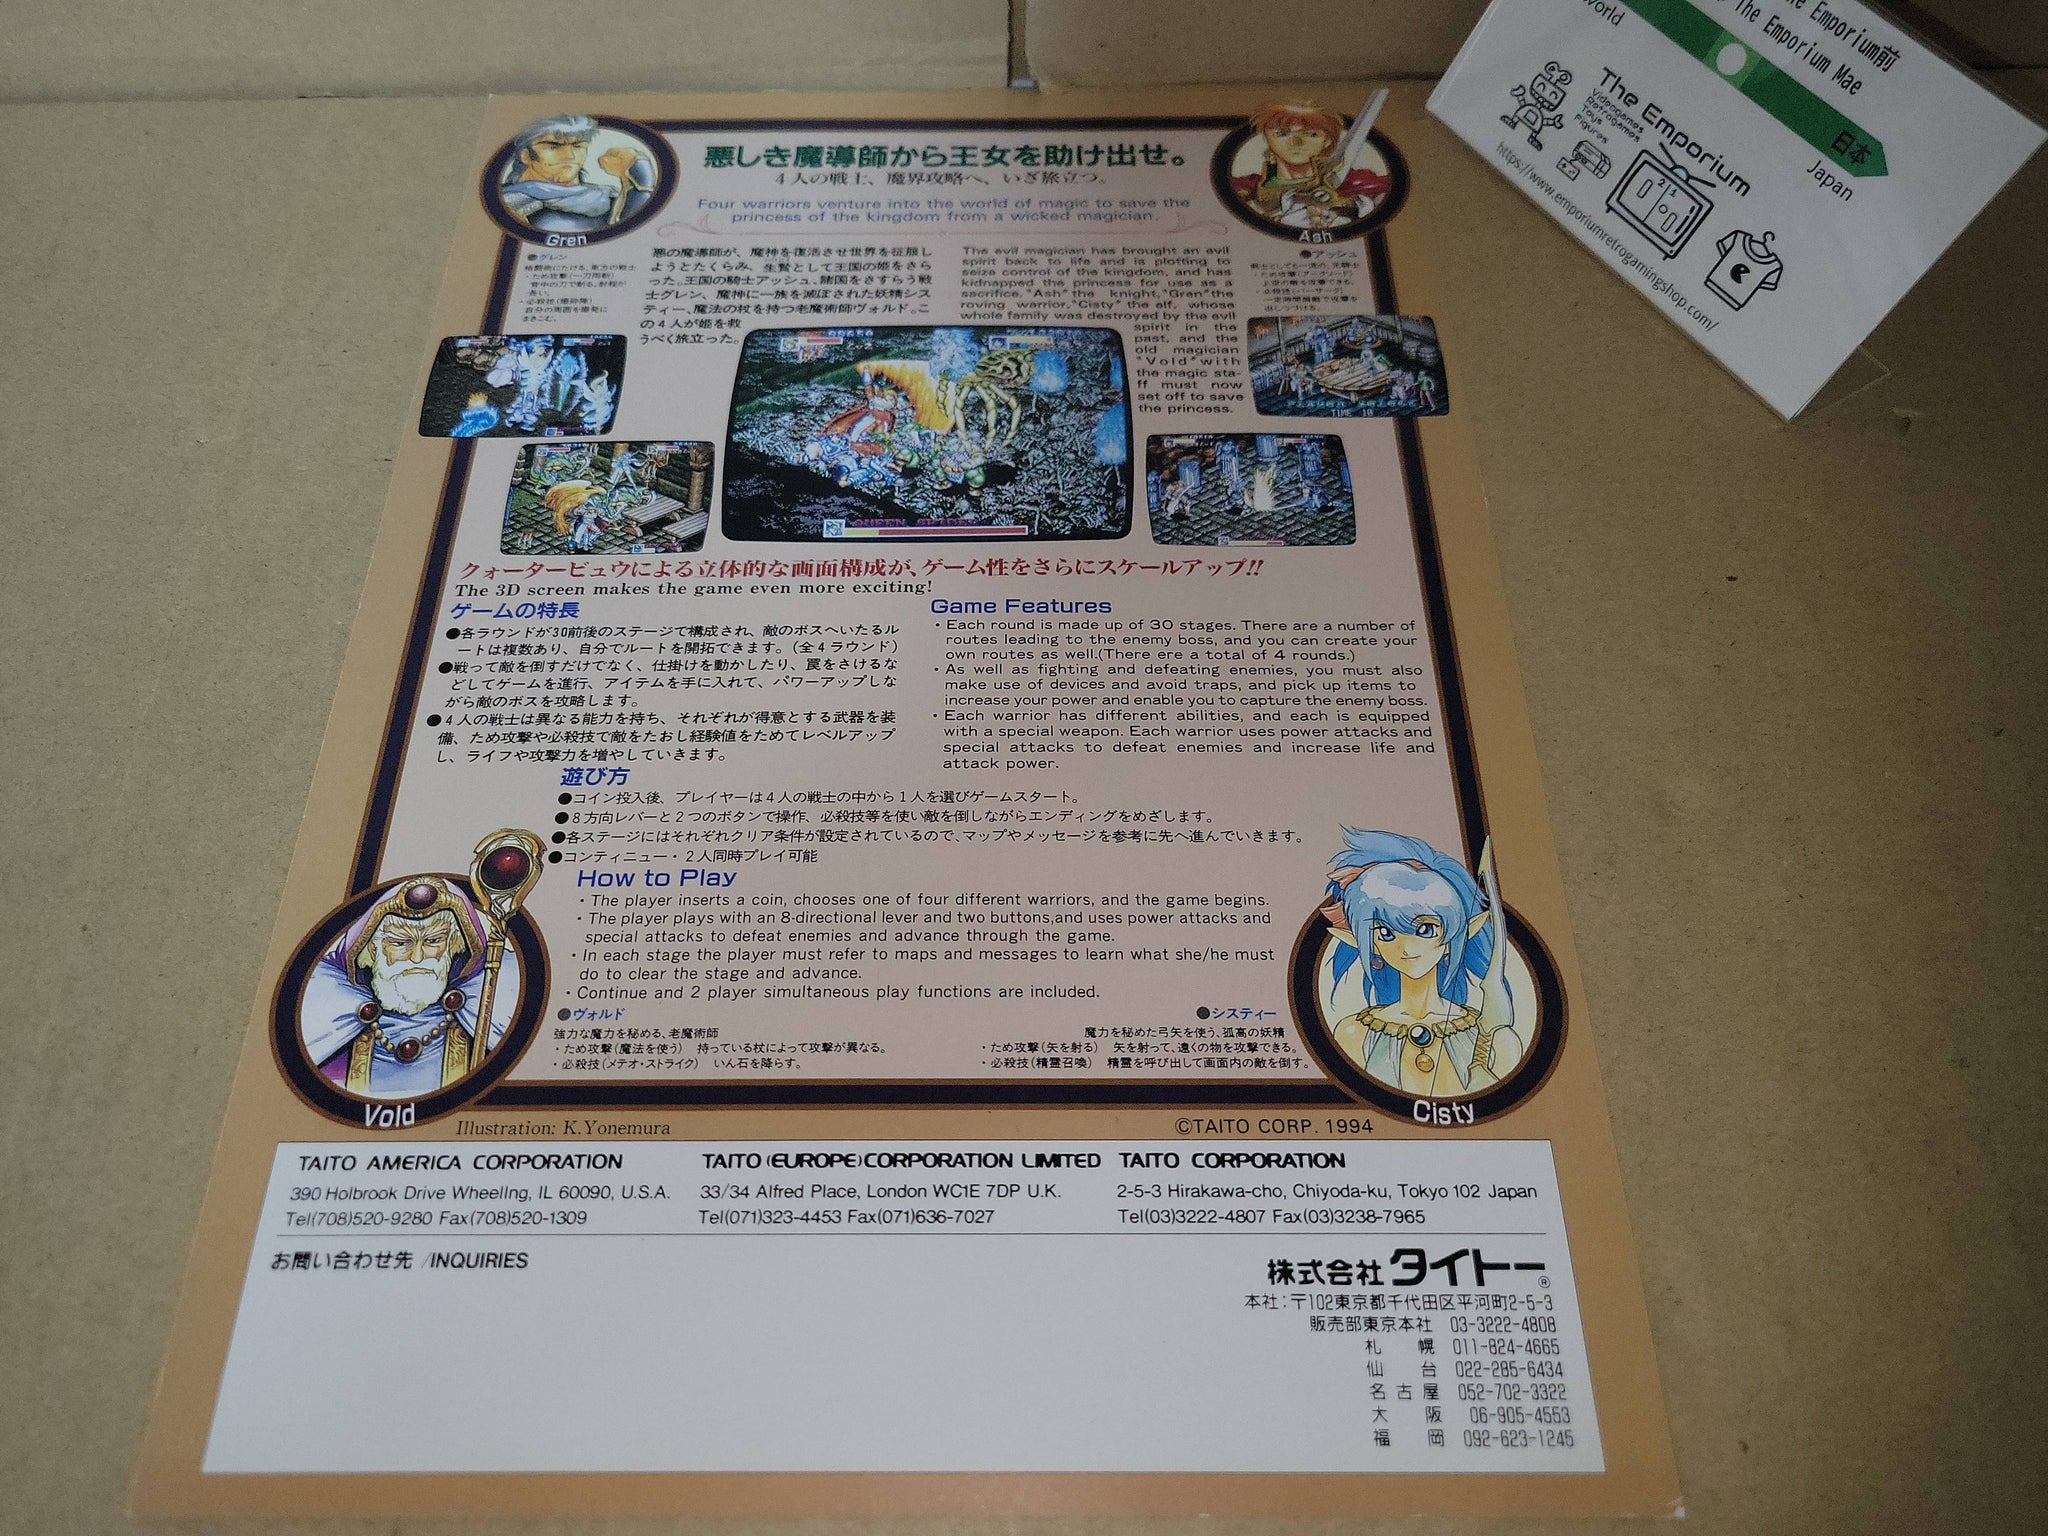 The Emporium前
The Emporium Mae
world
日本
Japan
The Emporium
Videogames
Retrogames
Toys
Figures
https://www.emporiumretrogamingshop.com/
悪しき魔導師から王女を助け出せ。
4人の戦士、魔界攻略へ、いざ旅立つ。
Four warriors venture into the world of magic to save the
princess of the kingdom from a wicked magician.
Gren
Ash
●グレン
格闘術にたける、東方の戦士
・ため攻撃(一刀両断)
背中の刀で斬る。射程が
長い。
自分の周囲を爆発に
まきこむ。
悪の魔導師が、魔神を復活させ世界を征服し
ようとたくらみ、生贄として王国の姫をさら
った。王国の騎士アッシュ、諸国をさすらう戦
士グレン、魔神に一族を滅ぼされた妖精シス
ティー、魔法の杖を持つ老魔術師ヴォルド。こ
の4人が姫を救
うべく旅立った。
The evil magician has brought an evil
spirit back to life and is plotting to
seize control of the kingdom, and has
kidnapped the princess for use as a
sacrifice. "Ash" the knight, "Gren" the
roving warrior, "Cisty" the elf, whose
whole family was destroyed by the evil
spirit in the
past, and the
old magician
"Vold" with
the magic sta-
ff must now
set off to save
the princess.
●アッシュ
QUEEN SPIDER
TIME 10
クォータービュウによる立体的な画面構成が、ゲーム性をさらにスケールアップ!!
The 3D screen makes the game even more exciting!
ゲームの特長
●各ラウンドが30前後のステージで構成され、敵のボスへいたるル
ートは複数あり、自分でルートを開拓できます。(全4ラウンド)
●戦って敵を倒すだけでなく、仕掛けを動かしたり、罠をさけるな
どしてゲームを進行、アイテムを手に入れて、パワーアップしな
がら敵のボスを攻略します。
●4人の戦士は異なる能力を持ち、それぞれが得意とする武器を装
備、ため攻撃や必殺技で敵をたおし経験値をためてレベルアップ
し、ライフや攻撃力を増やしていきます。
Game Features
・Each round is made up of 30 stages. There are a number of
routes leading to the enemy boss, and you can create your
own routes as well.(There ere a total of 4 rounds.)
・As well as fighting and defeating enemies, you must also
make use of devices and avoid traps, and pick up items to
increase your power and enable you to capture the enemy boss.
・Each warrior has different abilities, and each is equipped
with a special weapon. Each warrior uses power attacks and
special attacks to defeat enemies and increase life and
attack power.
遊び方
●コイン投入後、プレイヤーは4人の戦士の中から1人を選びゲームスタート。
●8方向レバーと2つのボタンで操作、必殺技等を使い敵を倒しながらエンディングをめざします。
●各ステージにはそれぞれクリア条件が設定されているので、マップやメッセージを参考に先へ進んでいきます。
●コンティニュー・2人同時プレイ可能
How to Play
・The player inserts a coin, chooses one of four different warriors, and the game begins.
・The player plays with an 8-directional lever and two buttons,and uses power attacks and
special attacks to defeat enemies and advance through the game.
・In each stage the player must refer to maps and messages to learn what she/he must
do to clear the stage and advance.
・Continue and 2 player simultaneous play functions are included.
●ヴォルド
強力な魔力を秘める、老魔術師
・ため攻撃(魔法を使う) 持っている杖によって攻撃が異なる。
・必殺技(メテオ・ストライク) いん石を降らす。
●システィー
魔力を秘めた弓矢を使う、孤高の妖精
・ため攻撃(矢を射る) 矢を射って、遠くの物を攻撃できる。
・必殺技(精霊召喚) 精霊を呼び出して画面内の敵を倒す。
Vold
Cisty
Illustration: K.Yonemura
©TAITO CORP. 1994
TAITO AMERICA CORPORATION
390 Holbrook Drive Wheeling, IL 60090, U.S.A.
Tel(708)520-9280 Fax(708)520-1309
TAITO (EUROPE) CORPORATION LIMITED
33/34 Alfred Place, London WC1E 7DP U.K.
Tel(071)323-4453 Fax(071)636-7027
TAITO CORPORATION
2-5-3 Hirakawa-cho, Chiyoda-ku, Tokyo 102 Japan
Tel(03)3222-4807 Fax(03)3238-7965
お問い合わせ先 /INQUIRIES
株式会社タイトー®
本社:〒102東京都千代田区平河町2-5-3
販売部東京本社 03-3222-4808
札幌 011-824-4665
仙台 022-285-6434
名古屋 052-702-3322
大阪 06-905-4553
福岡 092-623-1245